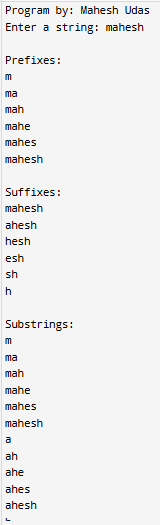 Program by: Mahesh Udas
Enter a string: mahesh
Prefixes:
m
ma
mah
mahe
mahes
mahesh
Suffixes:
mahesh
ahesh
hesh
esh
sh
h
Substrings:
m
ma
mah
mahe
mahes
mahesh
a
ah
ahe
ahes
ahesh